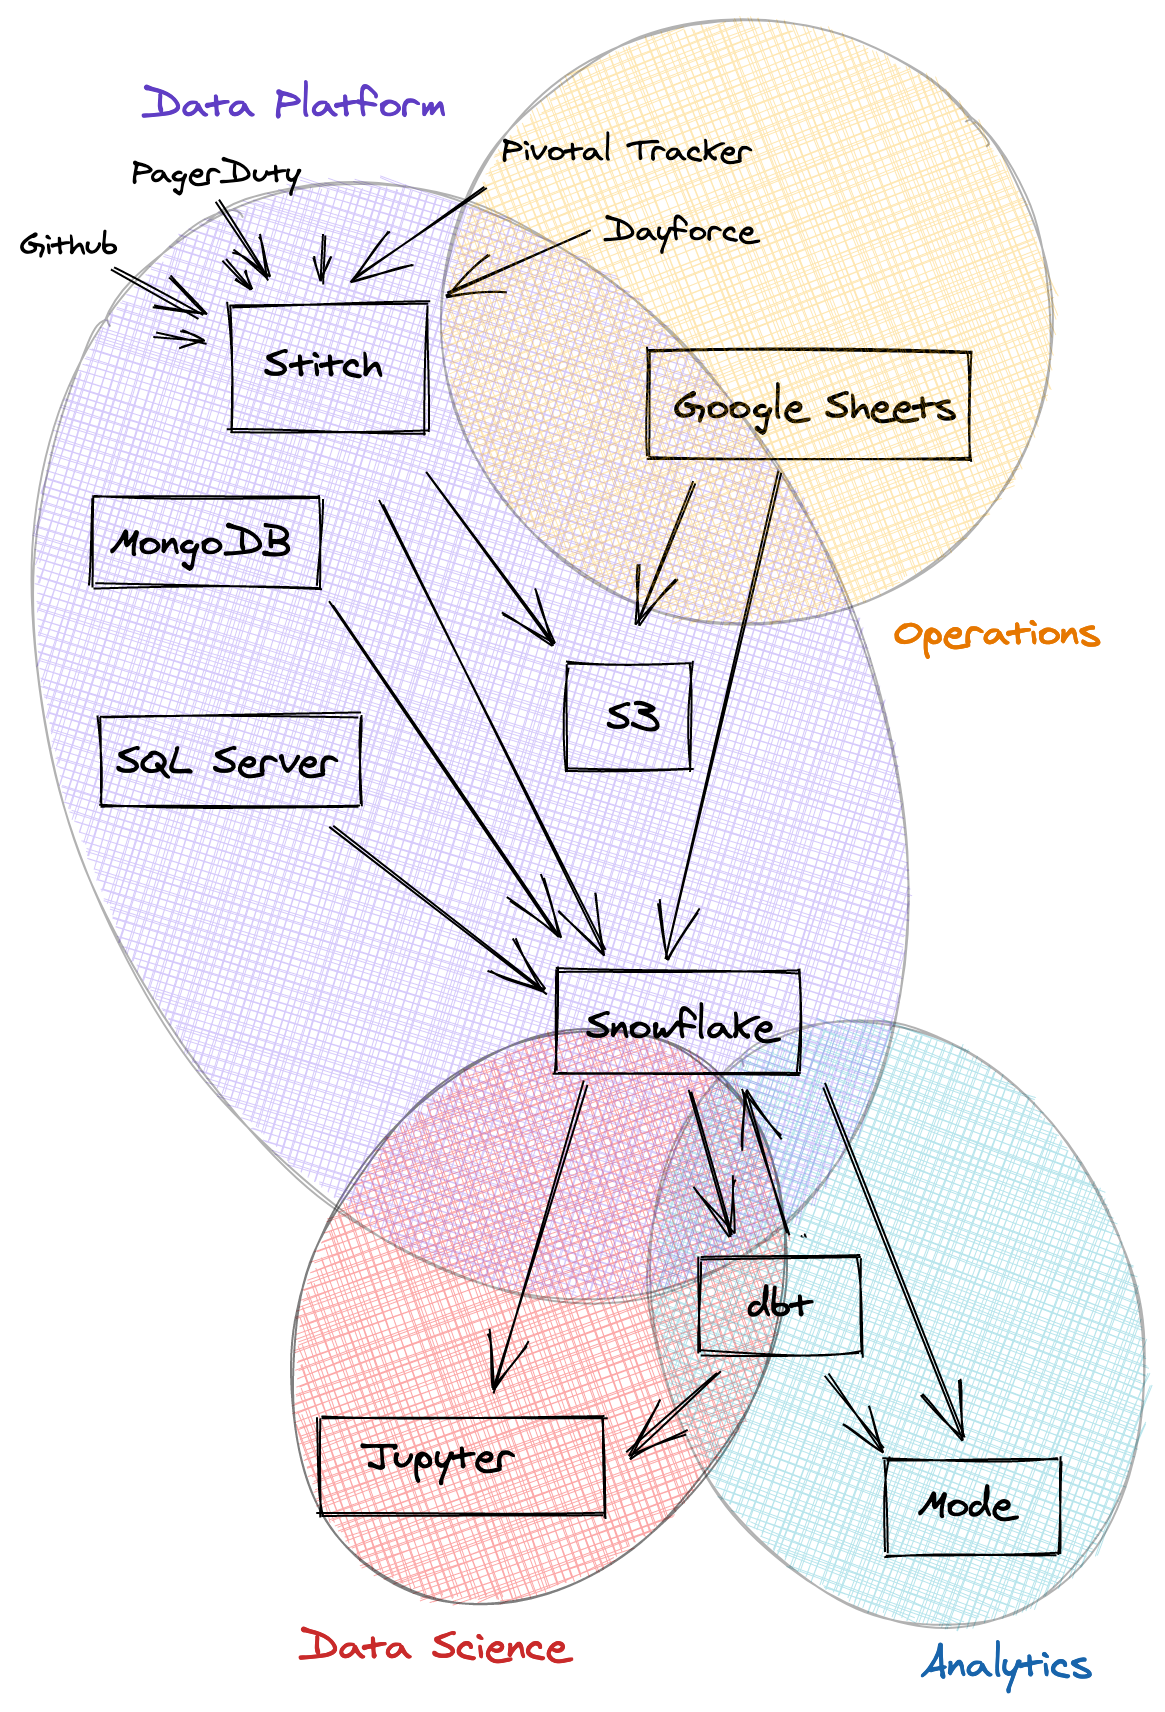 Data Platform
Pivotal Tracker
PagerDuty
Dayforce
Github
Stitch
Google Sheets
MongoDB
Operations
S3
SQL Server
Snowflake
dbt
Jupyter
Mode
Data Science
Analytics